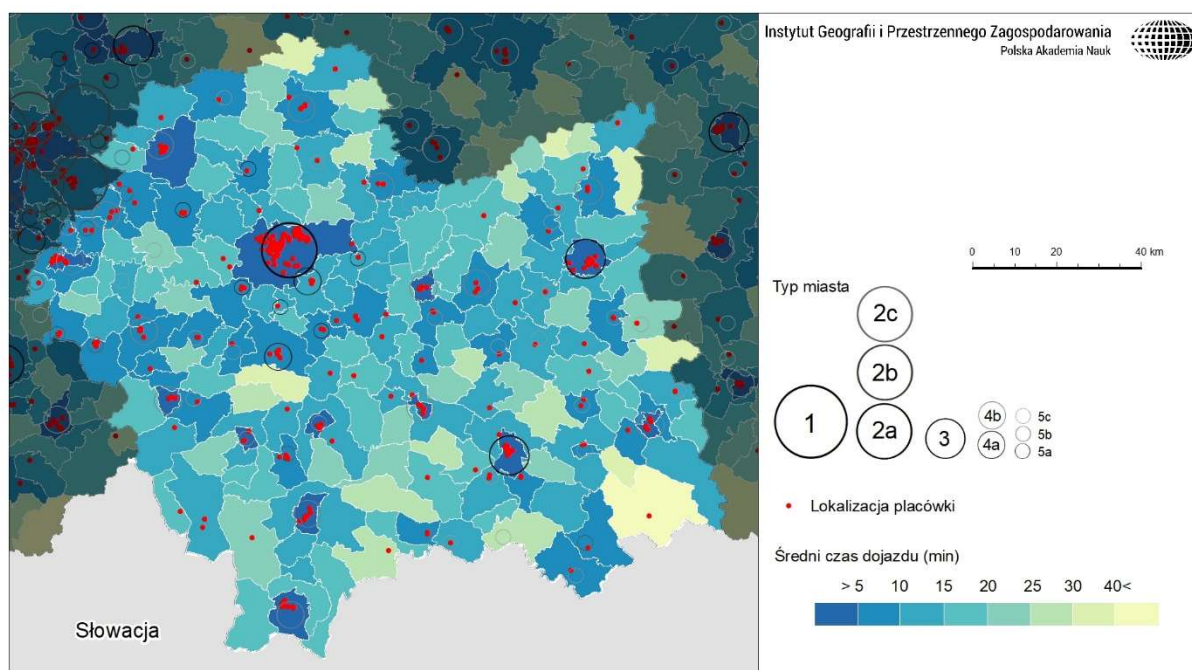 Instytut Geografii i Przestrzennego Zagospodarowania
Polska Akademia Nauk
0 10 20 40 km
Typ miasta
2c
2b
1
2a
3
4b
4a
5c
5b
5a
Lokalizacja placówki
Średni czas dojazdu (min)
> 5 10 15 20 25 30 40<
Słowacja